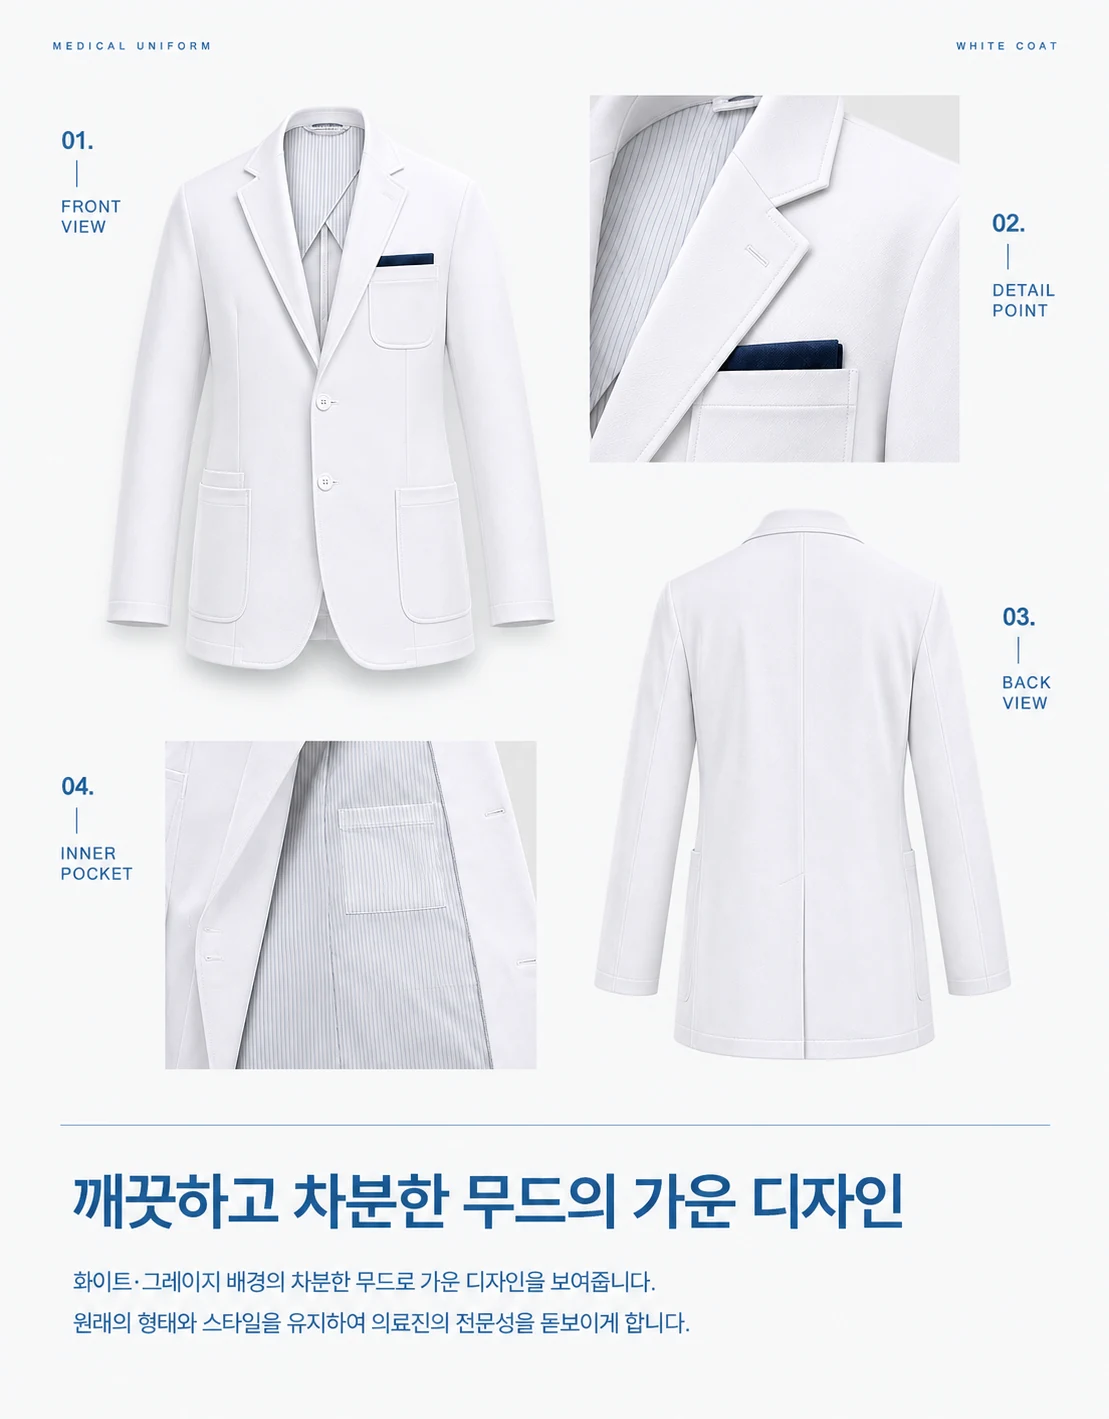 MEDICAL UNIFORM
WHITE COAT
01.
FRONT
VIEW
02.
DETAIL
POINT
03.
BACK
VIEW
04.
INNER
POCKET
깨끗하고 차분한 무드의 가운 디자인
화이트·그레이지 배경의 차분한 무드로 가운 디자인을 보여줍니다.
원래의 형태와 스타일을 유지하여 의료진의 전문성을 돋보이게 합니다.